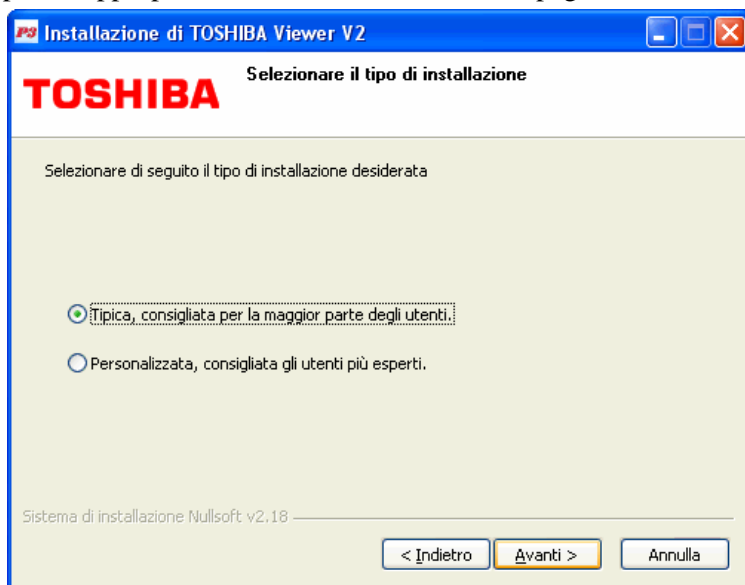 P3 Installazione di TOSHIBA Viewer V2
TOSHIBA
Selezionare il tipo di installazione
Selezionare di seguito il tipo di installazione desiderata
Tipica, consigliata per la maggior parte degli utenti.
Personalizzata, consigliata gli utenti più esperti.
Sistema di installazione Nullsoft v2.18
< Indietro Avanti > Annulla